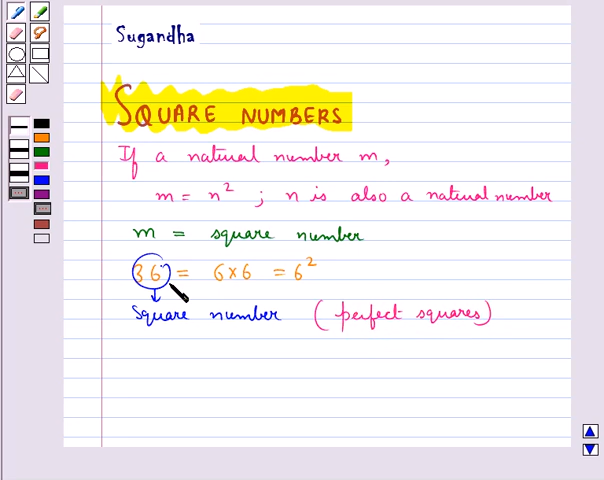 Sugandha
SQUARE NUMBERS
If a natural number m,
m = n² ; n is also a natural number
m = square number
36 = 6×6 = 6²
Square number (perfect squares)